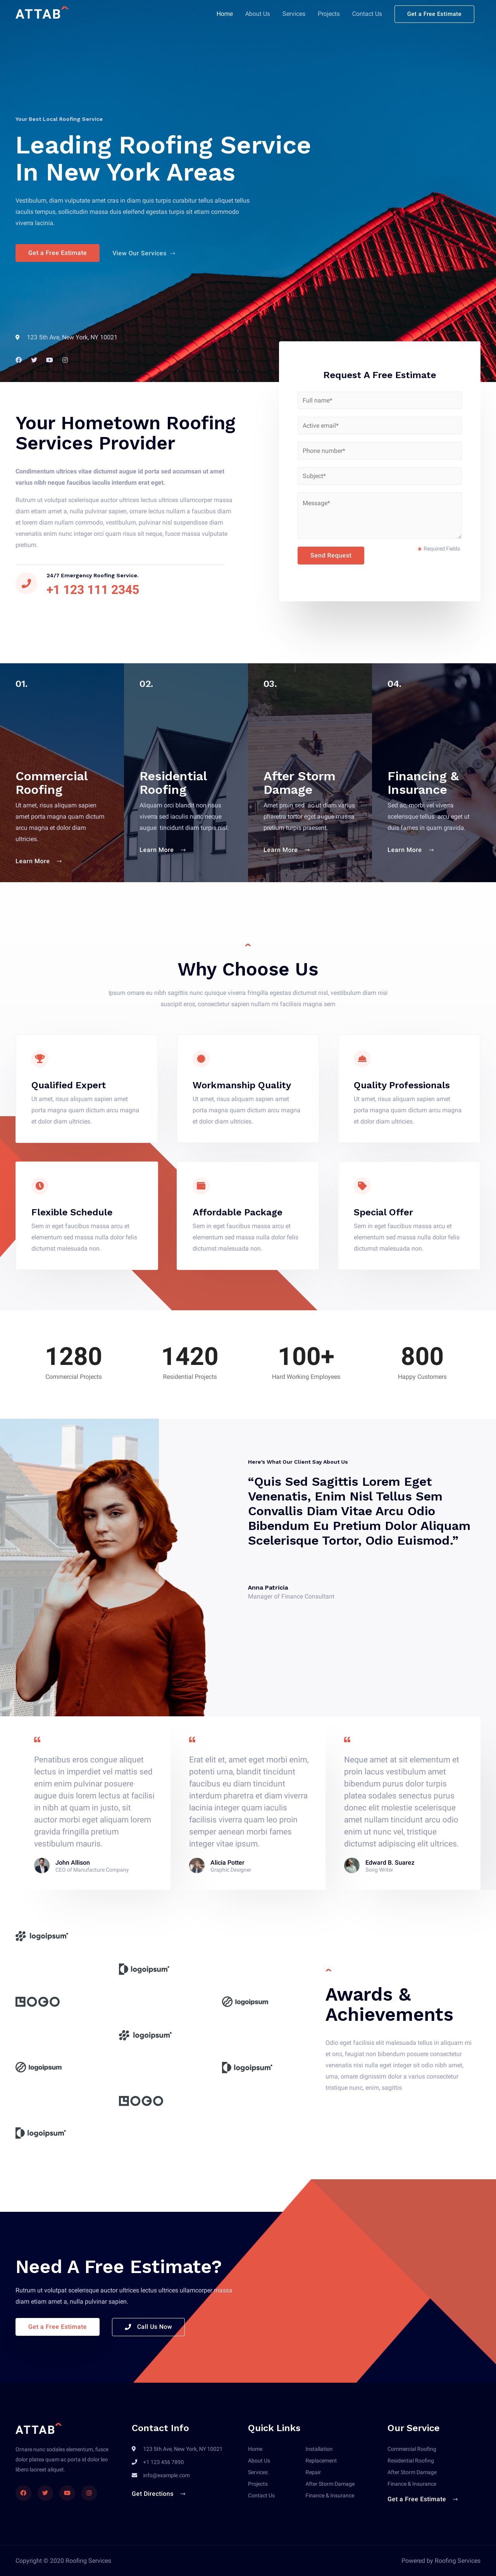 ATTAB
Home
About Us
Services
Projects
Contact Us
Get a Free Estimate
Your Best Local Roofing Service
Leading Roofing Service
In New York Areas
Vestibulum, diam vulputate amet cras in diam quis turpis curabitur tellus aliquet tellus
iaculis tempus, sollicitudin massa duis eleifend egestas turpis sit etiam commodo
viverra lacinia.
Get a Free Estimate
View Our Services →
123 5th Ave, New York, NY 10021
Request A Free Estimate
Full name*
Active email*
Phone number*
Subject*
Message*
Send Request
Required Fields
Your Hometown Roofing
Services Provider
Condimentum ultrices vitae dictumst augue id porta sed accumsan ut amet
varius nibh neque faucibus iaculis interdum erat eget.
Rutrum ut volutpat scelerisque auctor ultrices lectus ultrices ullamcorper massa
diam etiam amet a, nulla pulvinar sapien, ornare lectus nullam a faucibus diam
et lorem diam nullam commodo, vestibulum, pulvinar nisl suspendisse diam
venenatis enim nunc integer orci quam risus sit neque, fusce massa vulputate
pretium.
24/7 Emergency Roofing Service.
+1 123 111 2345
01.
Commercial
Roofing
Ut amet, risus aliquam sapien
amet porta magna quam dictum
arcu magna et dolor diam
ultricies.
Learn More →
02.
Residential
Roofing
Aliquam orci blandit non risus
viverra sed iaculis nunc neque
augue tincidunt diam turpis nisl.
Learn More →
03.
After Storm
Damage
Amet proin sed ac ut diam varius
pharetra tortor eget augue massa
pretium turpis praesent.
Learn More →
04.
Financing &
Insurance
Sed ac, morbi vel viverra
scelerisque tellus arcu eget ut
duis fames in quam gravida.
Learn More →
Why Choose Us
Ipsum ornare eu nibh sagittis nunc quisque viverra fringilla egestas dictumst nisl, vestibulum diam nisi
suscipit eros, consectetur sapien nullam mi facilisis magna sem
Qualified Expert
Ut amet, risus aliquam sapien amet
porta magna quam dictum arcu magna
et dolor diam ultricies.
Workmanship Quality
Ut amet, risus aliquam sapien amet
porta magna quam dictum arcu magna
et dolor diam ultricies.
Quality Professionals
Ut amet, risus aliquam sapien amet
porta magna quam dictum arcu magna
et dolor diam ultricies.
Flexible Schedule
Sem in eget faucibus massa arcu et
elementum sed massa nulla dolor felis
dictumst malesuada non.
Affordable Package
Sem in eget faucibus massa arcu et
elementum sed massa nulla dolor felis
dictumst malesuada non.
Special Offer
Sem in eget faucibus massa arcu et
elementum sed massa nulla dolor felis
dictumst malesuada non.
1280
Commercial Projects
1420
Residential Projects
100+
Hard Working Employees
800
Happy Customers
Here's What Our Client Say About Us
“Quis Sed Sagittis Lorem Eget
Venenatis, Enim Nisl Tellus Sem
Convallis Diam Vitae Arcu Odio
Bibendum Eu Pretium Dolor Aliquam
Scelerisque Tortor, Odio Euismod.”
Anna Patricia
Manager of Finance Consultant
Penatibus eros congue aliquet
lectus in imperdiet vel mattis sed
enim enim pulvinar posuere
augue duis lorem lectus at facilisi
in nibh at quam in justo, sit
auctor morbi eget aliquam lorem
gravida fringilla pretium
vestibulum mauris.
John Allison
CEO of Manufacture Company
Erat elit et, amet eget morbi enim,
potenti urna, blandit tincidunt
faucibus eu diam tincidunt
interdum pharetra et diam viverra
lacinia integer quam iaculis
facilisis viverra quam leo proin
semper aenean morbi fames
integer vitae ipsum.
Alicia Potter
Graphic Designer
Neque amet at sit elementum et
proin lacus vestibulum amet
bibendum purus dolor turpis
platea sodales senectus purus
donec elit molestie scelerisque
amet nullam tincidunt arcu odio
enim ut nunc vel, tristique
dictumst adipiscing elit ultrices.
Edward B. Suarez
Song Writer
logoipsum
logoipsum
LOGO
logoipsum
logoipsum
logoipsum
logoipsum
LOGO
logoipsum
Awards &
Achievements
Odio eget facilisis elit malesuada tellus in aliquam mi
et orci, feugiat non bibendum posuere consectetur
venenatis nisi nulla eget integer sit odio nibh amet,
urna, ornare dignissim dolor a varius consectetur
tristique nunc, enim, sagittis
Need A Free Estimate?
Rutrum ut volutpat scelerisque auctor ultrices lectus ultrices ullamcorper massa
diam etiam amet a, nulla pulvinar sapien.
Get a Free Estimate
Call Us Now
ATTAB
Ornare nunc sodales elementum, fusce
dolor platea quam ac porta id dolor leo
libero laoreet aliquet.
Contact Info
123 5th Ave, New York, NY 10021
+1 123 456 7890
info@example.com
Get Directions →
Quick Links
Home
About Us
Services
Projects
Contact Us
Installation
Replacement
Repair
After Storm Damage
Finance & Insurance
Our Service
Commercial Roofing
Residential Roofing
After Storm Damage
Finance & Insurance
Get a Free Estimate →
Copyright © 2020 Roofing Services
Powered by Roofing Services